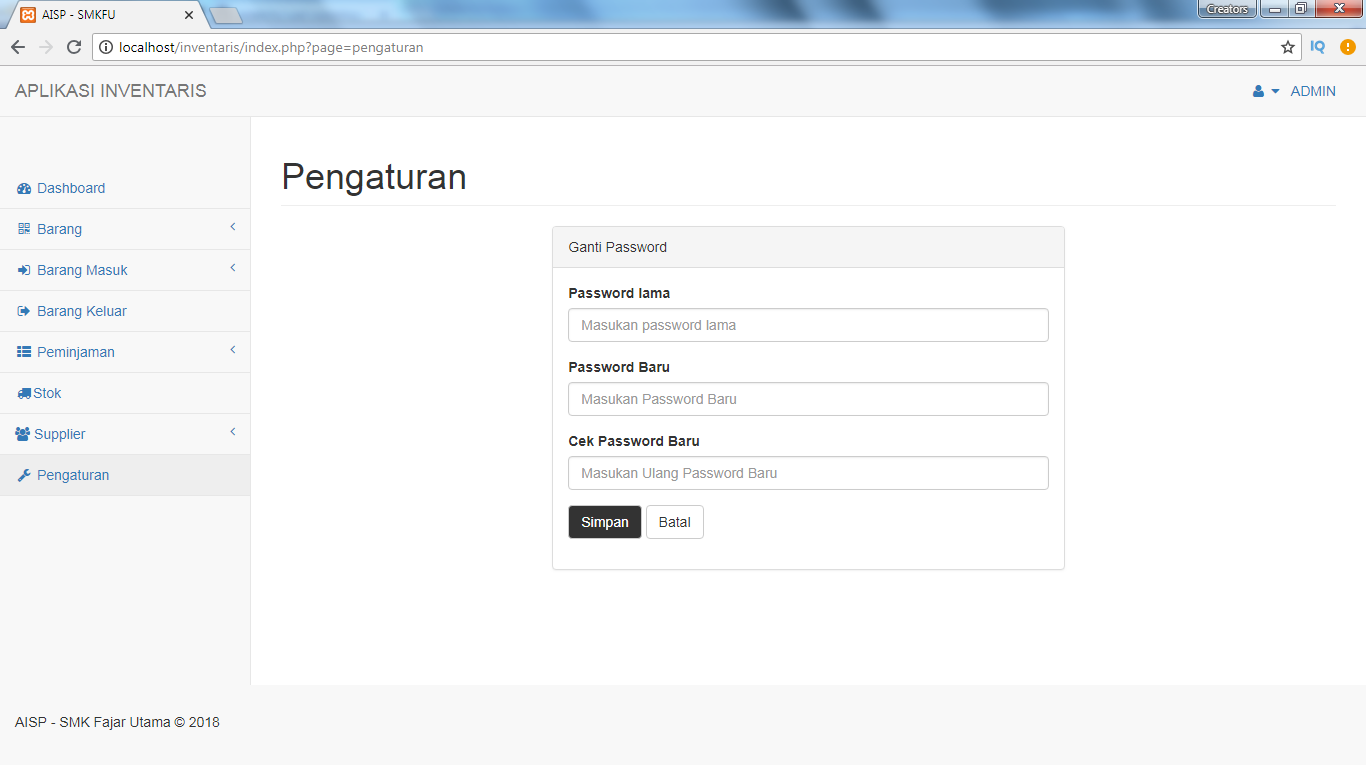 AISP - SMKFU
Creators
localhost/inventaris/index.php?page=pengaturan
IQ
APLIKASI INVENTARIS
ADMIN
Dashboard
Barang
Barang Masuk
Barang Keluar
Peminjaman
Stok
Supplier
Pengaturan
Pengaturan
Ganti Password
Password lama
Masukan password lama
Password Baru
Masukan Password Baru
Cek Password Baru
Masukan Ulang Password Baru
Simpan Batal
AISP - SMK Fajar Utama © 2018